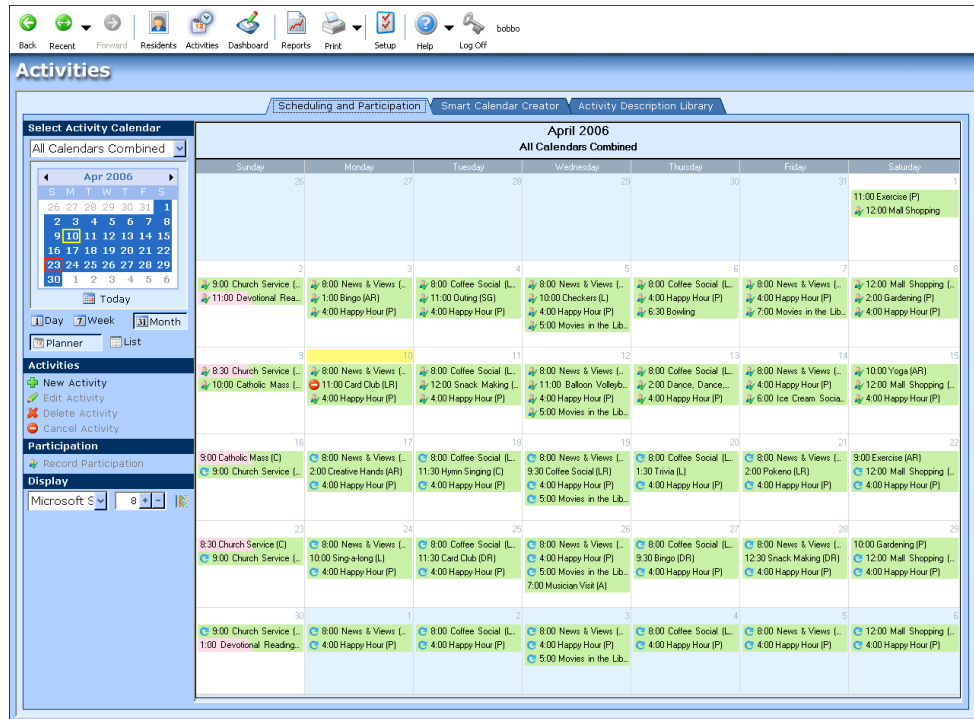 Back Recent Forward Residents Activities Dashboard Reports Print Setup Help Log Off bobbo
Activities
Scheduling and Participation Smart Calendar Creator Activity Description Library
Select Activity Calendar
All Calendars Combined
Apr 2006
S M T W T F S
26 27 28 29 30 31 1
2 3 4 5 6 7 8
9 10 11 12 13 14 15
16 17 18 19 20 21 22
23 24 25 26 27 28 29
30 1 2 3 4 5 6
Today
Day Week Month
Planner List
Activities
New Activity
Edit Activity
Delete Activity
Cancel Activity
Participation
Record Participation
Display
Microsoft S 8 + -
April 2006
All Calendars Combined
Sunday Monday Tuesday Wednesday Thursday Friday Saturday
26 27 28 29 30 31 1
11:00 Exercise (P)
12:00 Mall Shopping
2 3 4 5 6 7 8
9:00 Church Service (... 8:00 News & Views (... 8:00 Coffee Social (L... 8:00 News & Views (... 8:00 Coffee Social (L... 8:00 News & Views (... 12:00 Mall Shopping (...
11:00 Devotional Rea... 1:00 Bingo (AR) 11:00 Outing (SG) 10:00 Checkers (L) 4:00 Happy Hour (P) 4:00 Happy Hour (P) 2:00 Gardening (P)
4:00 Happy Hour (P) 4:00 Happy Hour (P) 4:00 Happy Hour (P) 6:30 Bowling 7:00 Movies in the Lib... 4:00 Happy Hour (P)
5:00 Movies in the Lib...
9 10 11 12 13 14 15
8:30 Church Service (... 8:00 News & Views (... 8:00 Coffee Social (L... 8:00 News & Views (... 8:00 Coffee Social (L... 8:00 News & Views (... 10:00 Yoga (AR)
10:00 Catholic Mass (... 11:00 Card Club (LR) 12:00 Snack Making (... 11:00 Balloon Volleyb... 2:00 Dance, Dance,... 4:00 Happy Hour (P) 12:00 Mall Shopping (...
4:00 Happy Hour (P) 4:00 Happy Hour (P) 4:00 Happy Hour (P) 4:00 Happy Hour (P) 6:00 Ice Cream Socia... 4:00 Happy Hour (P)
5:00 Movies in the Lib...
16 17 18 19 20 21 22
9:00 Catholic Mass (C) 8:00 News & Views (... 8:00 Coffee Social (L... 8:00 News & Views (... 8:00 Coffee Social (L... 8:00 News & Views (... 9:00 Exercise (AR)
9:00 Church Service (... 2:00 Creative Hands (AR) 11:30 Hymn Singing (C) 9:30 Coffee Social (LR) 1:30 Trivia (L) 2:00 Pokeno (LR) 12:00 Mall Shopping (...
4:00 Happy Hour (P) 4:00 Happy Hour (P) 4:00 Happy Hour (P) 4:00 Happy Hour (P) 4:00 Happy Hour (P) 4:00 Happy Hour (P)
5:00 Movies in the Lib...
23 24 25 26 27 28 29
8:30 Church Service (C) 8:00 News & Views (... 8:00 Coffee Social (L... 8:00 News & Views (... 8:00 Coffee Social (L... 8:00 News & Views (... 10:00 Gardening (P)
9:00 Church Service (... 10:00 Sing-a-long (L) 11:30 Card Club (DR) 4:00 Happy Hour (P) 9:30 Bingo (DR) 12:30 Snack Making (DR) 12:00 Mall Shopping (...
4:00 Happy Hour (P) 4:00 Happy Hour (P) 5:00 Movies in the Lib... 4:00 Happy Hour (P) 4:00 Happy Hour (P) 4:00 Happy Hour (P)
7:00 Musician Visit (A)
30 1 2 3 4 5 6
9:00 Church Service (... 8:00 News & Views (... 8:00 Coffee Social (L... 8:00 News & Views (... 8:00 Coffee Social (L... 8:00 News & Views (... 12:00 Mall Shopping (...
1:00 Devotional Reading... 4:00 Happy Hour (P) 4:00 Happy Hour (P) 4:00 Happy Hour (P) 4:00 Happy Hour (P) 4:00 Happy Hour (P) 4:00 Happy Hour (P)
5:00 Movies in the Lib...